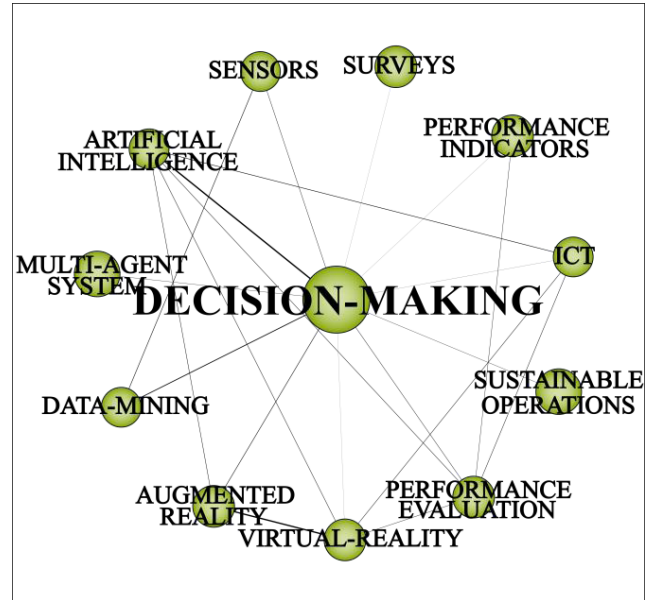 SENSORS
SURVEYS
PERFORMANCE
INDICATORS
ARTIFICIAL
INTELLIGENCE
ICT
MULTI-AGENT
SYSTEM
DECISION-MAKING
SUSTAINABLE
OPERATIONS
DATA-MINING
PERFORMANCE
EVALUATION
AUGMENTED
REALITY
VIRTUAL-REALITY